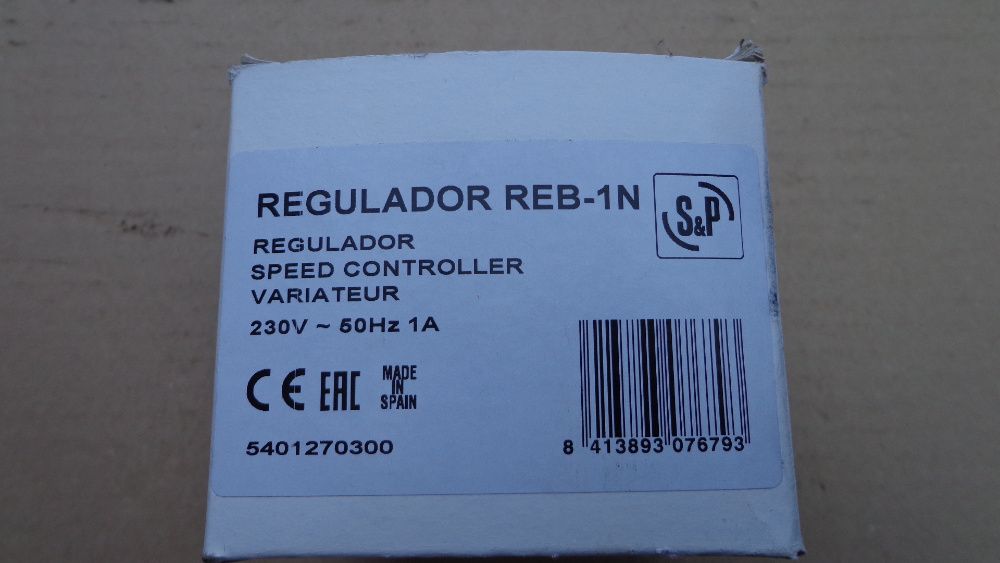 REGULADOR REB-1N
S&P
REGULADOR
SPEED CONTROLLER
VARIATEUR
230V ~ 50Hz 1A
CE EAC MADE
IN
SPAIN
5401270300
8 413893 076793